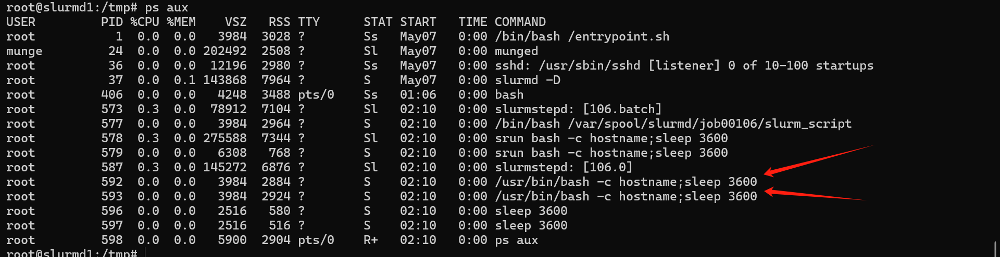 root@slurmd1:/tmp# ps aux
USER         PID %CPU %MEM    VSZ   RSS TTY      STAT START   TIME COMMAND
root           1  0.0  0.0   3984  3028 ?        Ss   May07   0:00 /bin/bash /entrypoint.sh
munge         24  0.0  0.0 202492  2508 ?        Sl   May07   0:00 munged
root          36  0.0  0.0  12196  2980 ?        Ss   May07   0:00 sshd: /usr/sbin/sshd [listener] 0 of 10-100 startups
root          37  0.0  0.1 143868  7964 ?        S    May07   0:00 slurmd -D
root         406  0.0  0.0   4248  3488 pts/0    Ss   01:06   0:00 bash
root         573  0.3  0.0  78912  7104 ?        Sl   02:10   0:00 slurmstepd: [106.batch]
root         577  0.0  0.0   3984  2964 ?        S    02:10   0:00 /bin/bash /var/spool/slurmd/job00106/slurm_script
root         578  0.3  0.0 275588  7344 ?        Sl   02:10   0:00 srun bash -c hostname;sleep 3600
root         579  0.0  0.0   6308   768 ?        S    02:10   0:00 srun bash -c hostname;sleep 3600
root         587  0.3  0.0 145272  6876 ?        Sl   02:10   0:00 slurmstepd: [106.0]
root         592  0.0  0.0   3984  2884 ?        S    02:10   0:00 /usr/bin/bash -c hostname;sleep 3600
root         593  0.0  0.0   3984  2924 ?        S    02:10   0:00 /usr/bin/bash -c hostname;sleep 3600
root         596  0.0  0.0   2516   580 ?        S    02:10   0:00 sleep 3600
root         597  0.0  0.0   2516   516 ?        S    02:10   0:00 sleep 3600
root         598  0.0  0.0   5900  2904 pts/0    R+   02:10   0:00 ps aux
root@slurmd1:/tmp#